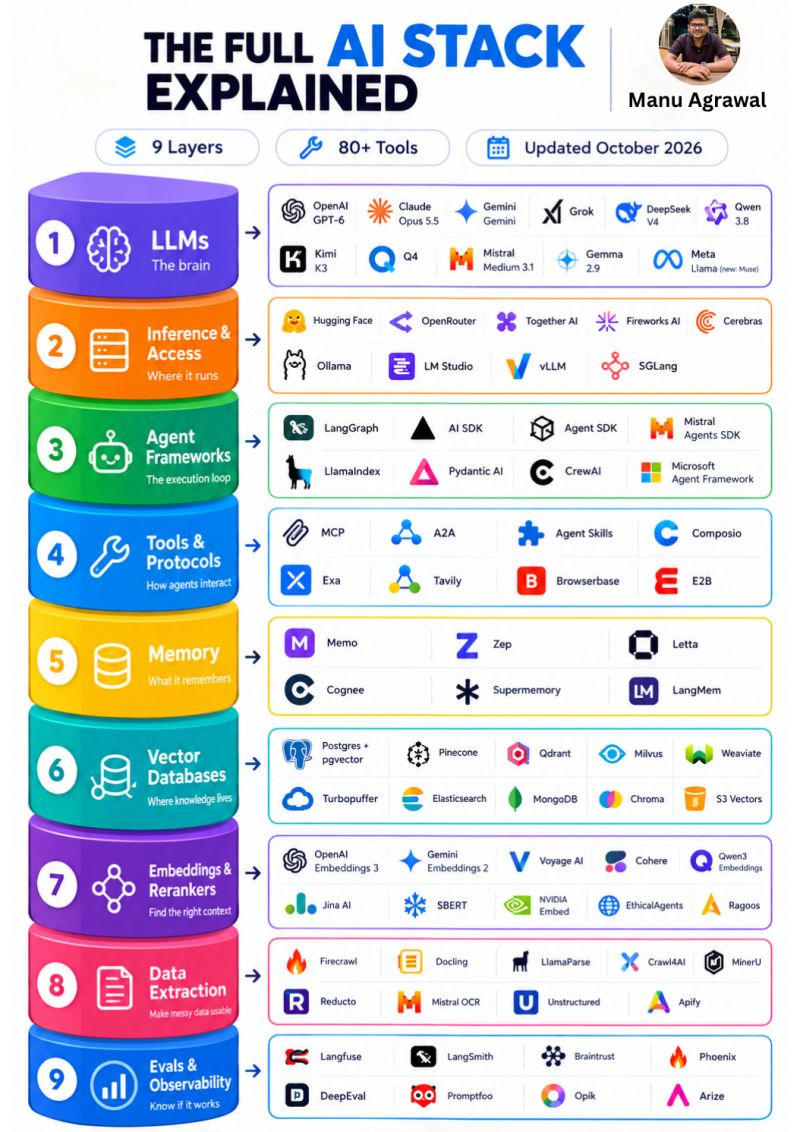 THE FULL AI STACK
EXPLAINED
Manu Agrawal
9 Layers
80+ Tools
Updated October 2026
1
LLMs
The brain
OpenAI
GPT-6
Claude
Opus 5.5
Gemini
Gemini
Grok
DeepSeek
V4
Qwen
3.8
Kimi
K3
Q4
Mistral
Medium 3.1
Gemma
2.9
Meta
Llama (new: Muse)
2
Inference &
Access
Where it runs
Hugging Face
OpenRouter
Together AI
Fireworks AI
Cerebras
Ollama
LM Studio
vLLM
SGLang
3
Agent
Frameworks
The execution loop
LangGraph
AI SDK
Agent SDK
Mistral
Agents SDK
LlamaIndex
Pydantic AI
CrewAI
Microsoft
Agent Framework
4
Tools &
Protocols
How agents interact
MCP
A2A
Agent Skills
Composio
Exa
Tavily
B
Browserbase
E2B
5
Memory
What it remembers
M
Memo
Zep
Letta
Cognee
Supermemory
LM
LangMem
6
Vector
Databases
Where knowledge lives
Postgres +
pgvector
Pinecone
Qdrant
Milvus
Weaviate
Turbopuffer
Elasticsearch
MongoDB
Chroma
S3 Vectors
7
Embeddings &
Rerankers
Find the right context
OpenAI
Embeddings 3
Gemini
Embeddings 2
Voyage AI
Cohere
Qwen3
Embeddings
Jina AI
SBERT
NVIDIA
Embed
EthicalAgents
Ragoos
8
Data
Extraction
Make messy data usable
Firecrawl
Docling
LlamaParse
Crawl4AI
MinerU
R
Reducto
Mistral OCR
U
Unstructured
Apify
9
Evals &
Observability
Know if it works
Langfuse
LangSmith
Braintrust
Phoenix
DeepEval
Promptfoo
Opik
Arize